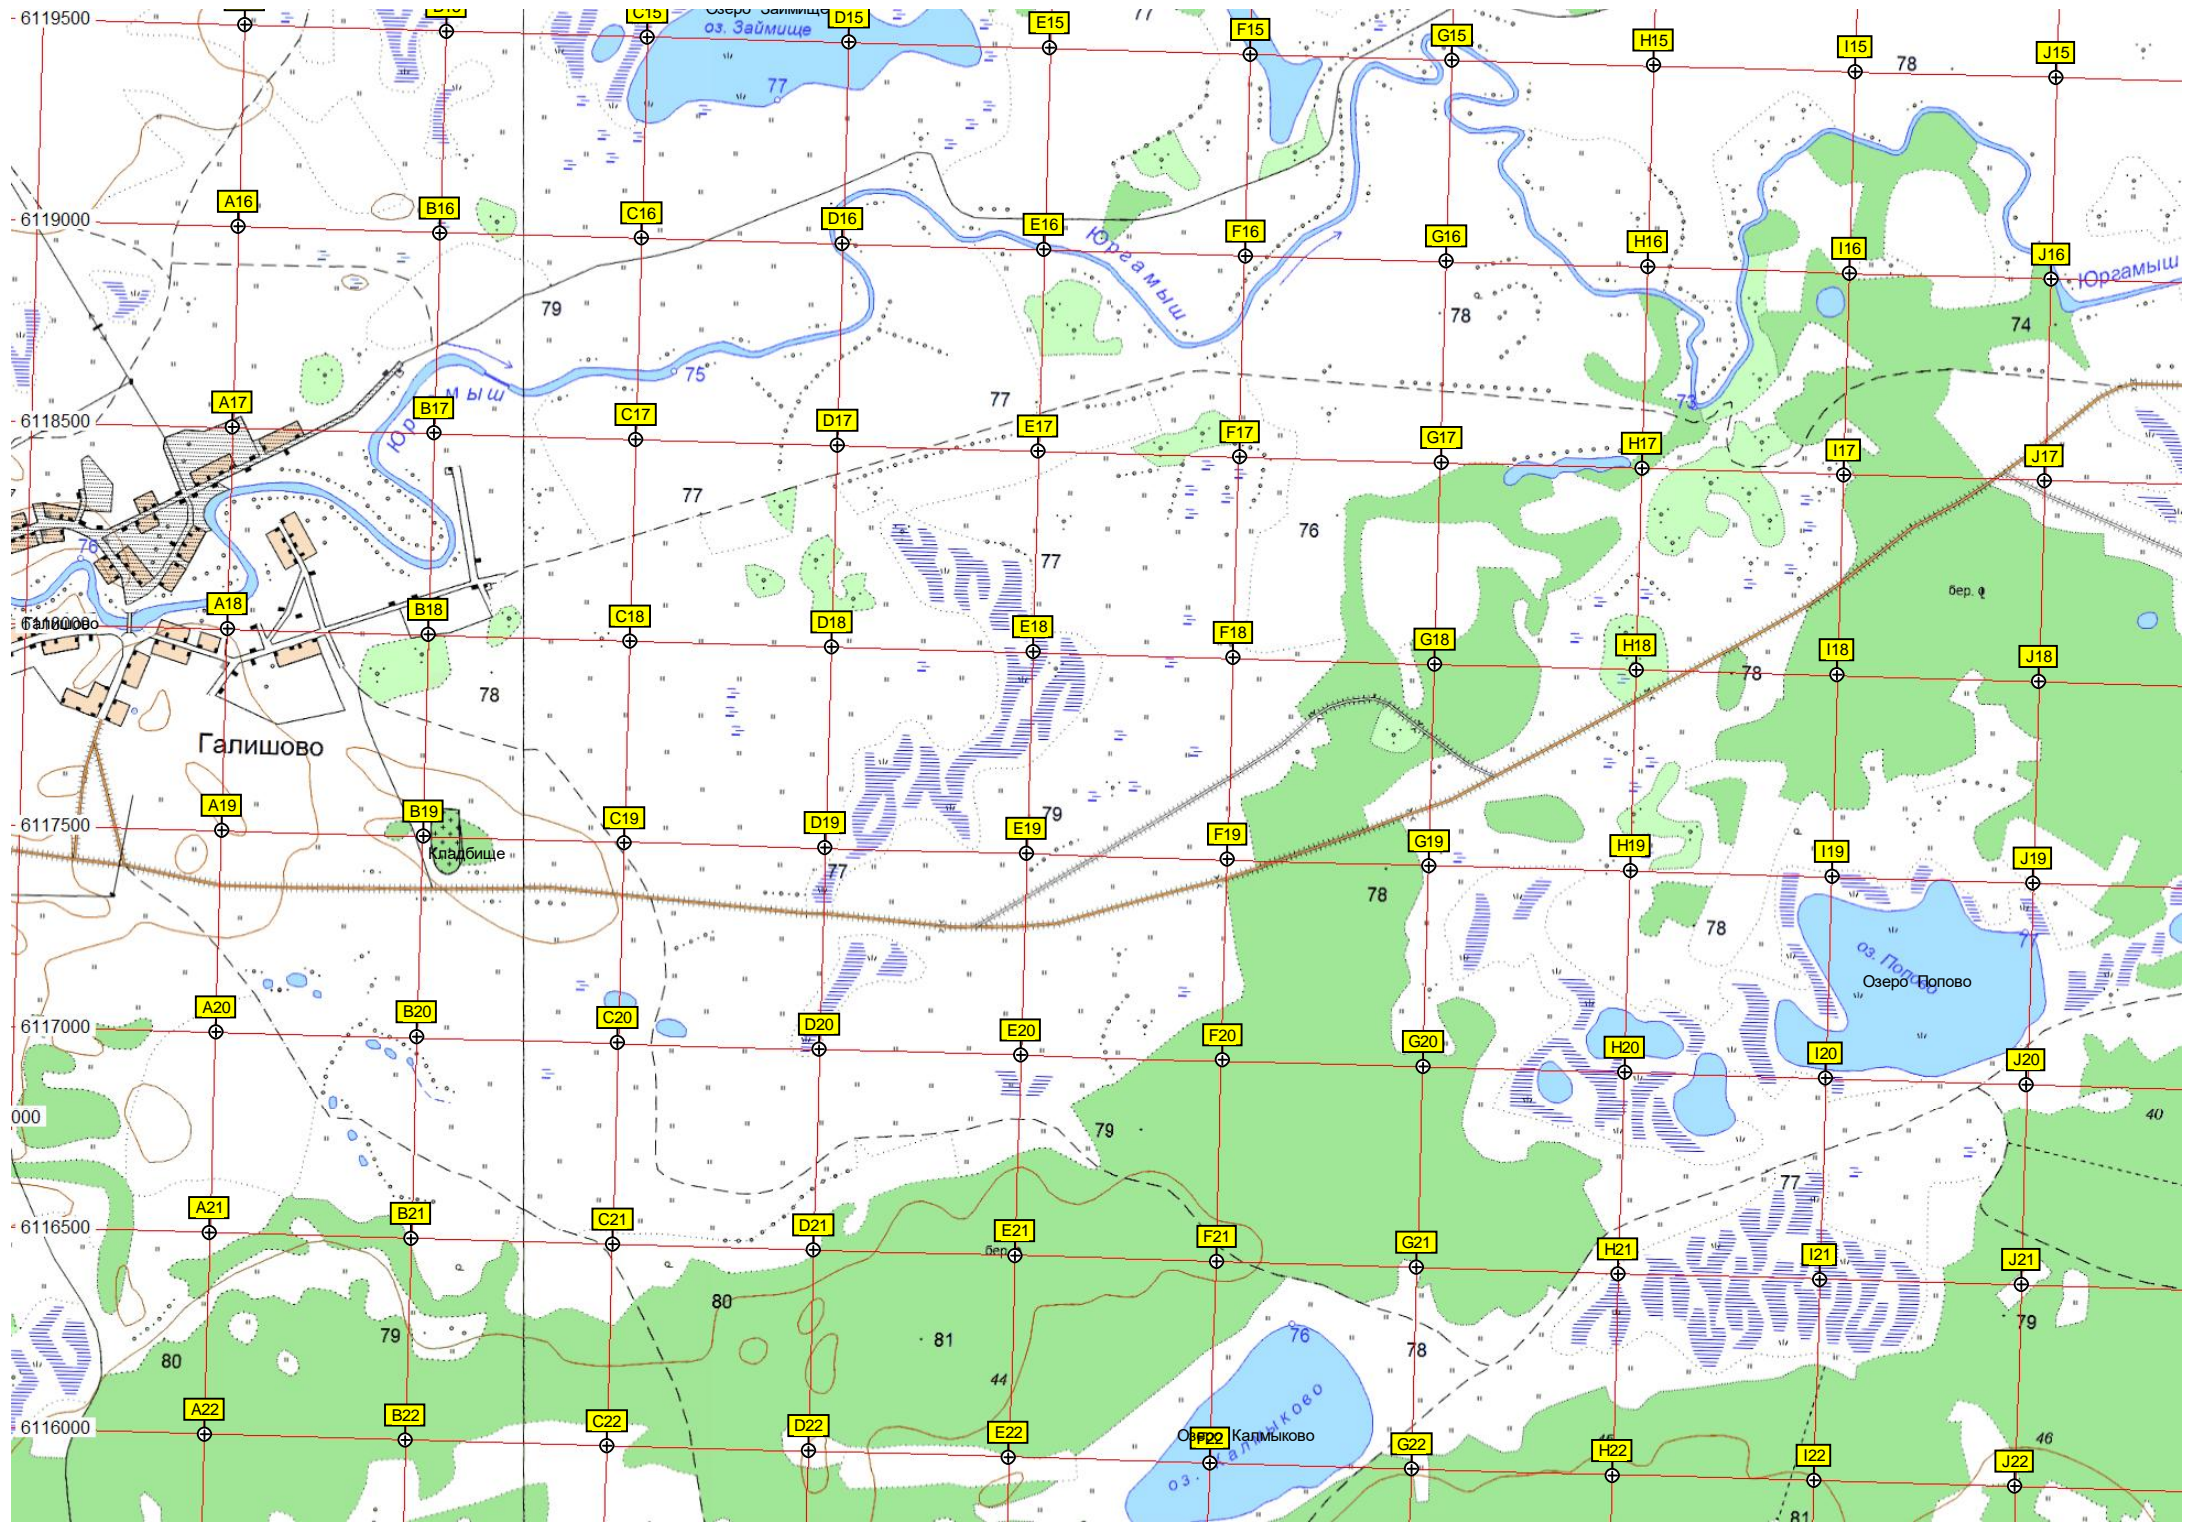 6119500
C15
Озеро Займище
оз. Займище
D15
E15
77
F15
G15
H15
I15
78
J15
77
6119000
A16
B16
C16
D16
E16
Юргамыш
F16
G16
H16
I16
J16
Юргамыш
79
78
74
75
мыш
Юр
73
6118500
A17
B17
C17
D17
77
E17
F17
G17
H17
I17
J17
77
76
77
76
бер.
A18
B18
C18
D18
E18
F18
G18
H18
I18
J18
Галишово
78
78
Галишово
6117500
A19
B19
C19
D19
E19
79
F19
G19
H19
I19
J19
Кладбище
77
78
78
77
оз. Попово
Озеро Попово
6117000
A20
B20
C20
D20
E20
F20
G20
H20
I20
J20
000
79
40
77
6116500
A21
B21
C21
D21
E21
F21
G21
H21
I21
J21
бер.
80
79
80
81
76
78
79
44
6116000
A22
B22
C22
D22
E22
F22
G22
H22
I22
J22
Озеро Калмыково
оз. Калмыково
46
81